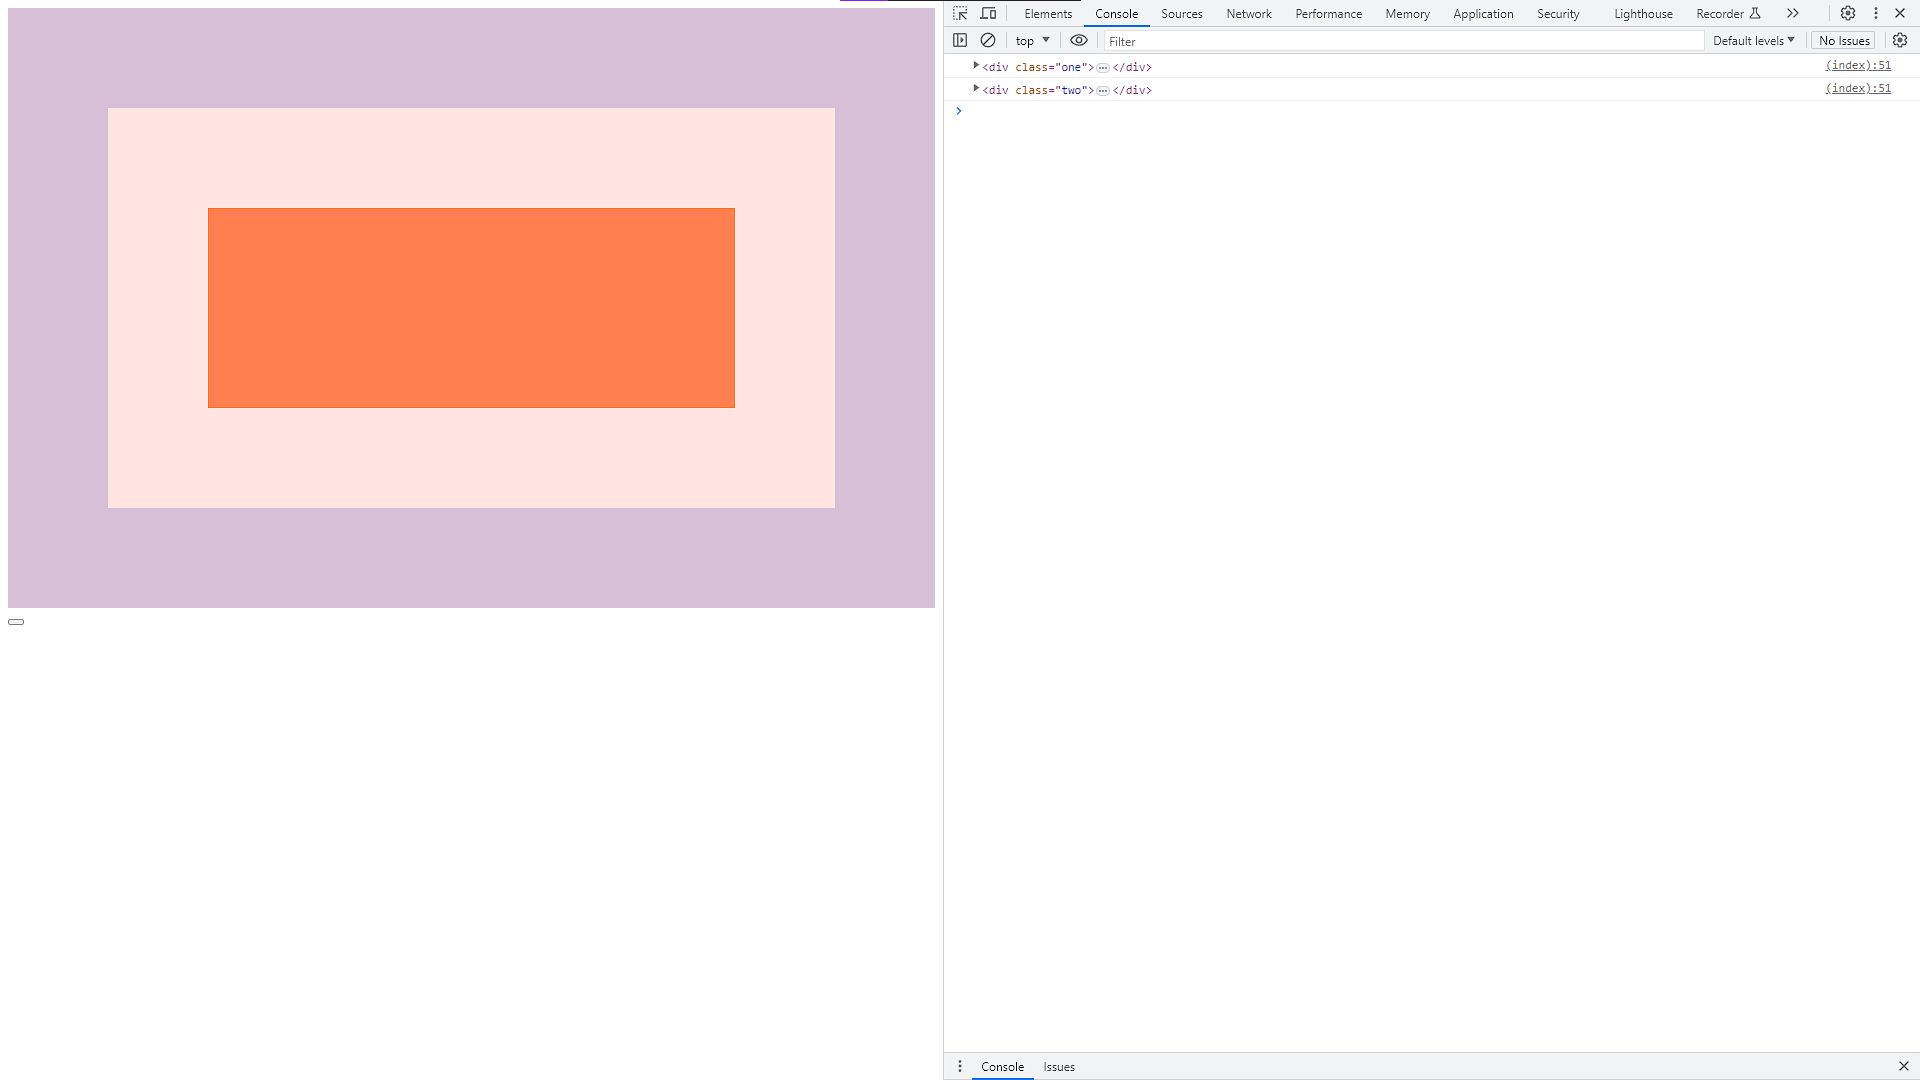 Elements Console Sources Network Performance Memory Application Security Lighthouse Recorder
top Filter Default levels No Issues
<div class="one">…</div> (index):51
<div class="two">…</div> (index):51
Console Issues